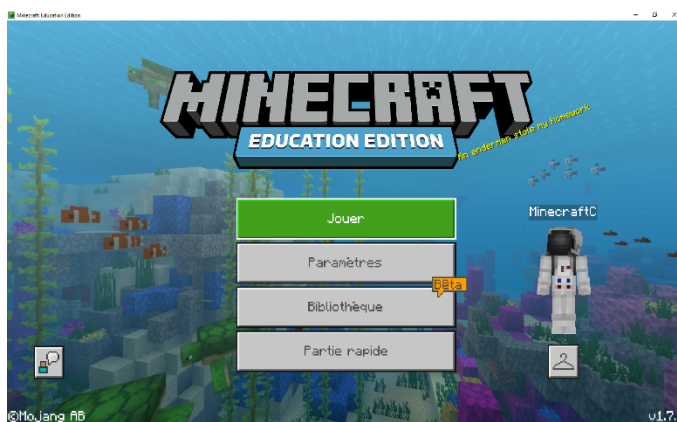 Minecraft Education Edition
MINECRAFT
EDUCATION EDITION
An enderman stole my homework
Jouer
MinecraftC
Paramètres
Bêta
Bibliothèque
Partie rapide
©Mojang AB
v1.7.